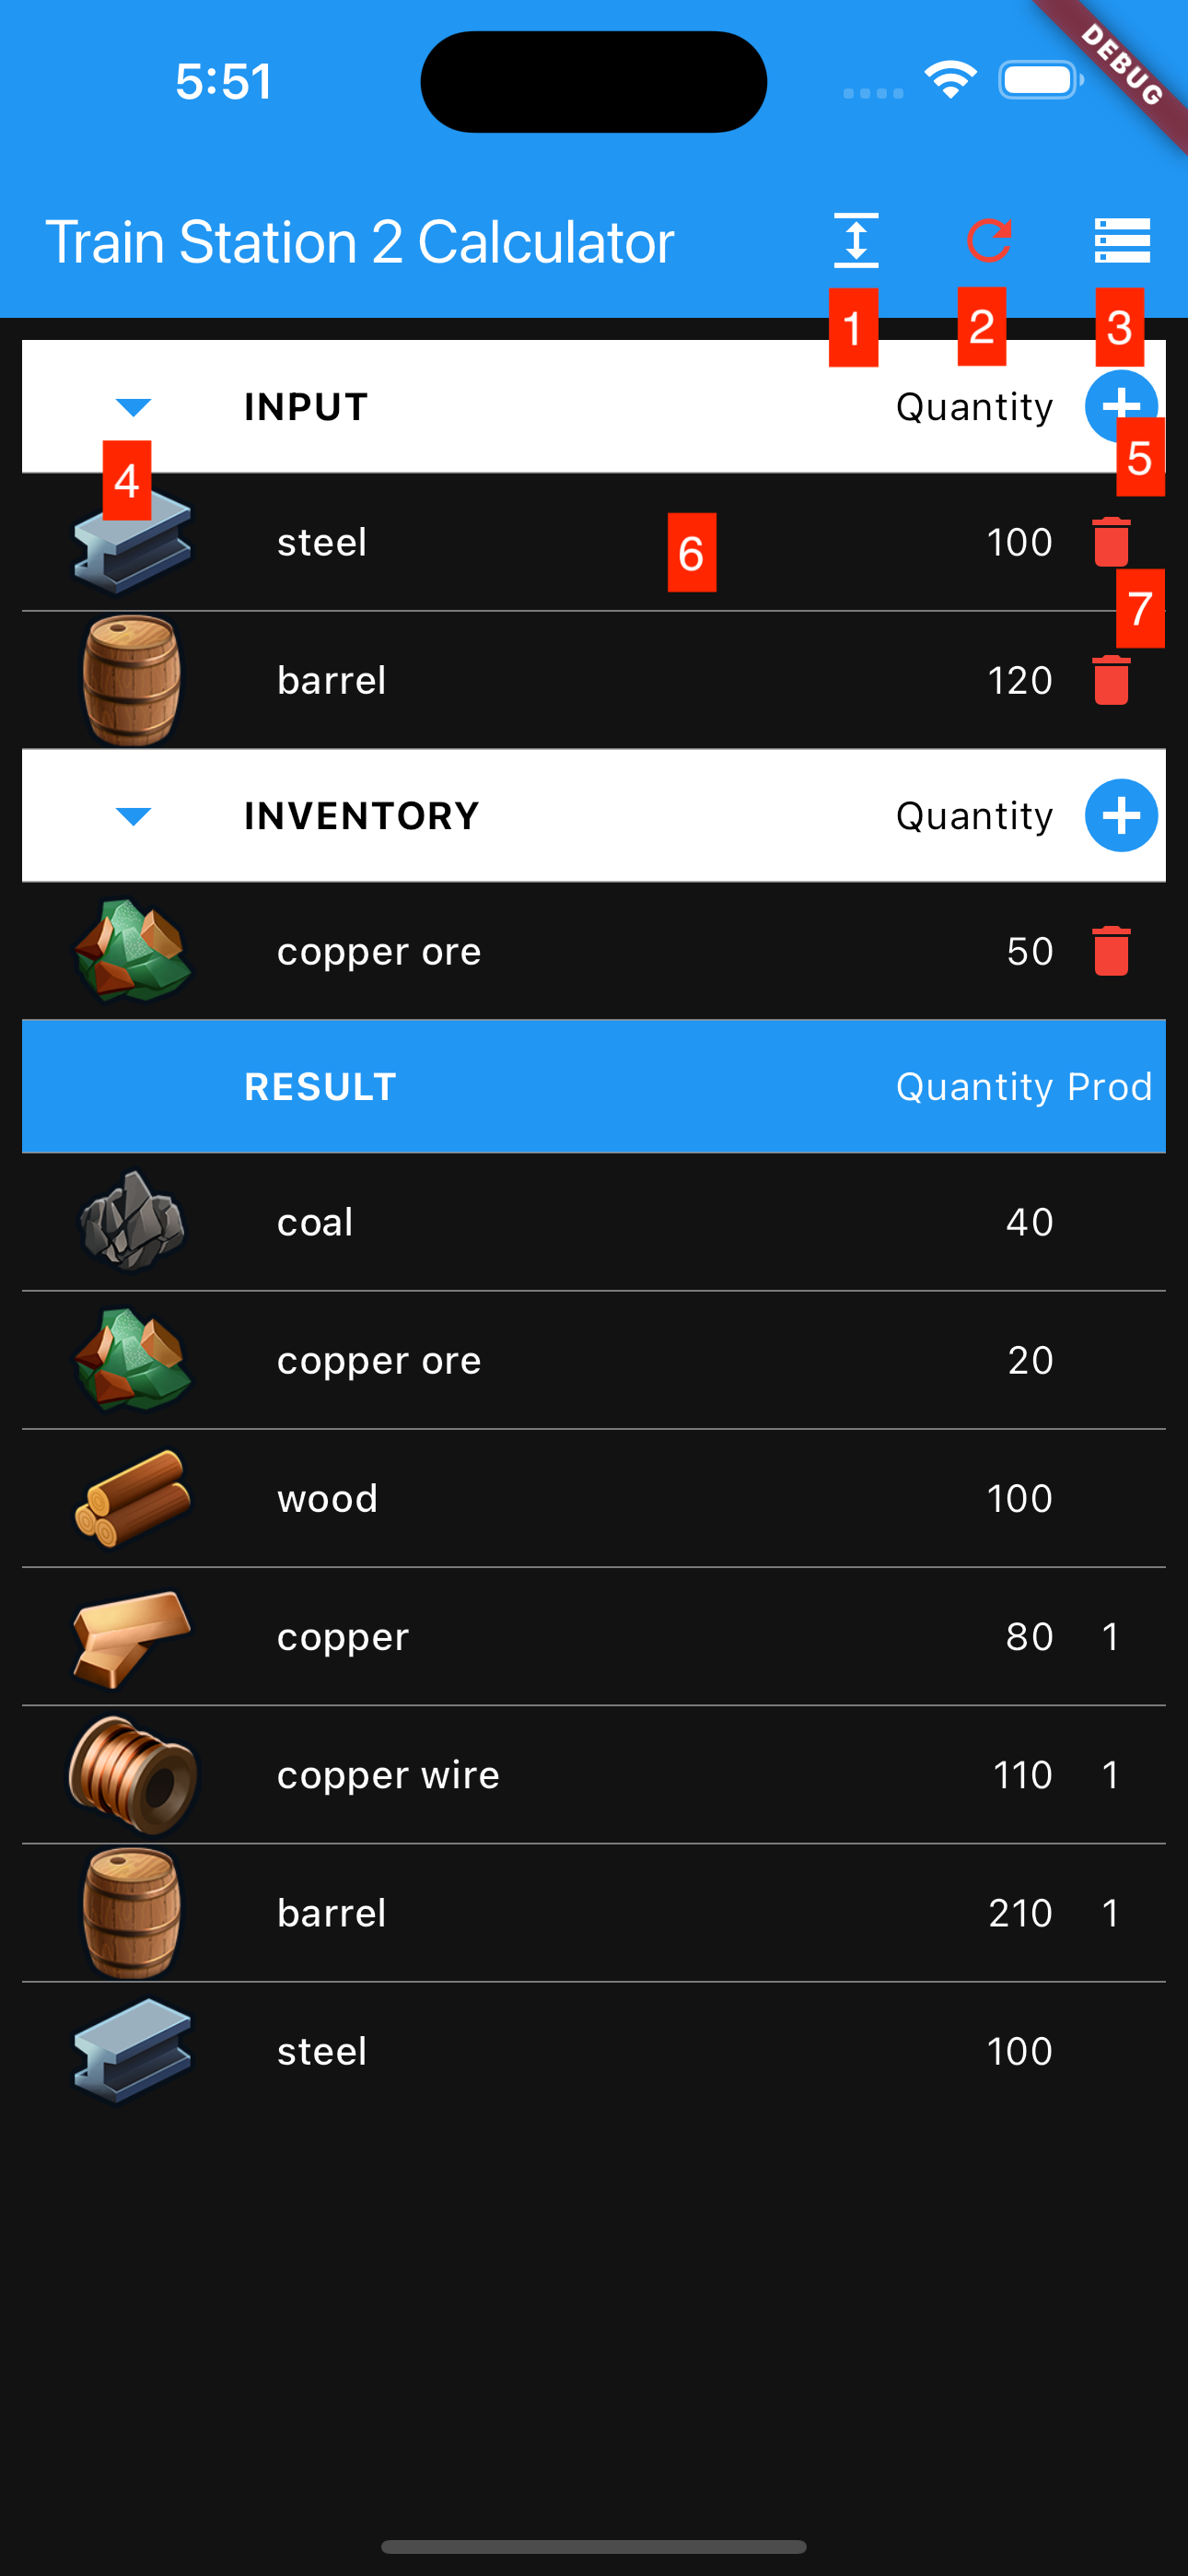 5:51
DEBUG
Train Station 2 Calculator
1 2 3
INPUT Quantity
4 5
steel 6 100
7
barrel 120
INVENTORY Quantity
copper ore 50
RESULT Quantity Prod
coal 40
copper ore 20
wood 100
copper 80 1
copper wire 110 1
barrel 210 1
steel 100